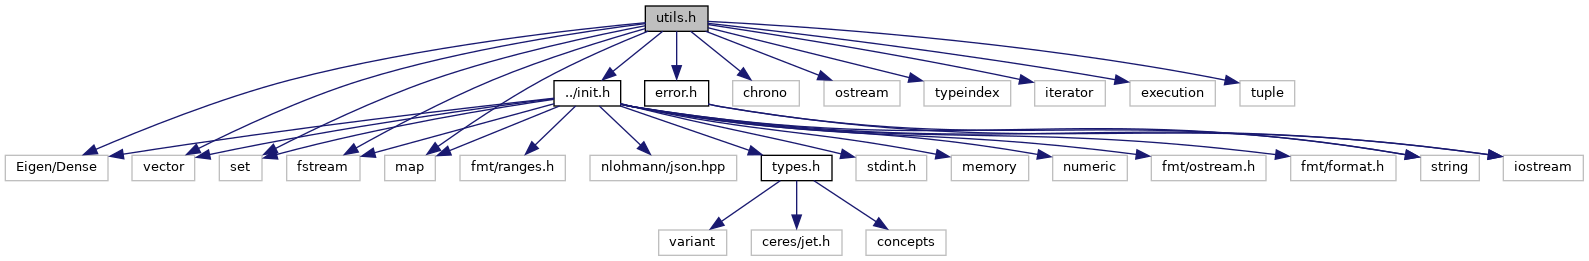 utils.h
../init.h
error.h
chrono
ostream
typeindex
iterator
execution
tuple
Eigen/Dense
vector
set
fstream
map
fmt/ranges.h
nlohmann/json.hpp
types.h
stdint.h
memory
numeric
fmt/ostream.h
fmt/format.h
string
iostream
variant
ceres/jet.h
concepts